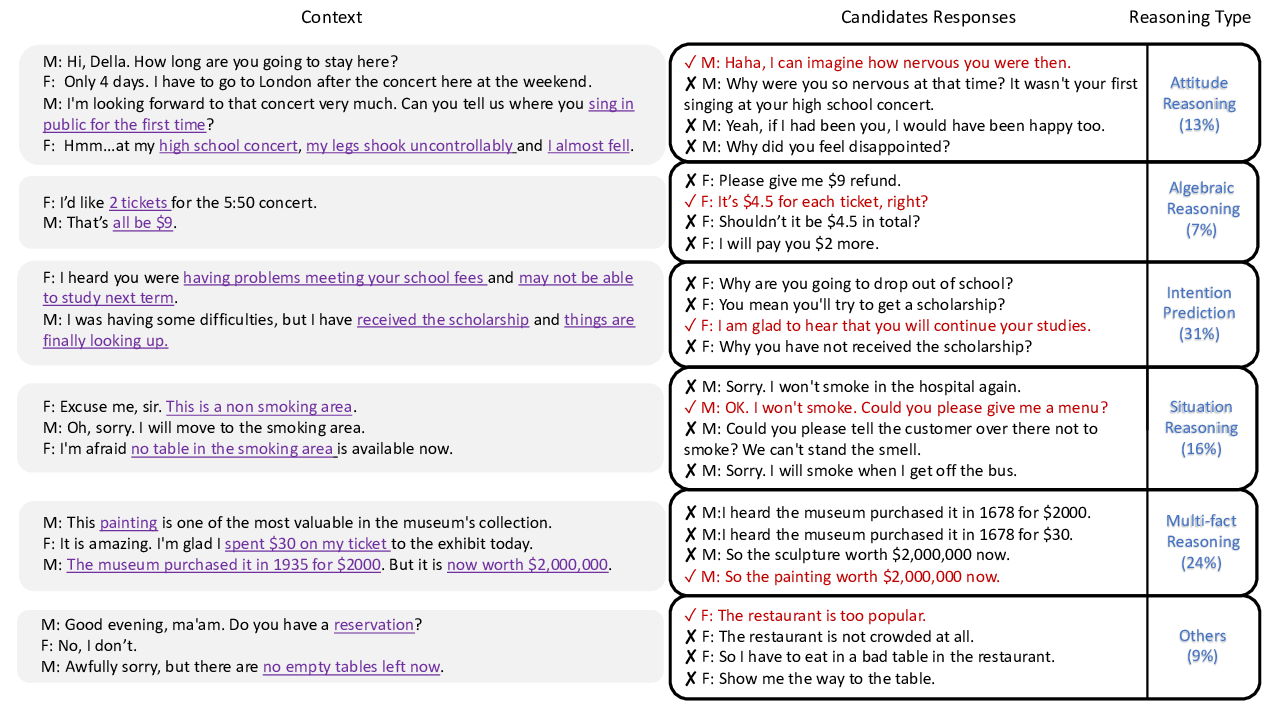 Context
Candidates Responses
Reasoning Type
M: Hi, Della. How long are you going to stay here?
F:  Only 4 days. I have to go to London after the concert here at the weekend.
M: I'm looking forward to that concert very much. Can you tell us where you sing in
public for the first time?
F:  Hmm...at my high school concert, my legs shook uncontrollably and I almost fell.
✓ M: Haha, I can imagine how nervous you were then.
✗ M: Why were you so nervous at that time? It wasn't your first
singing at your high school concert.
✗ M: Yeah, if I had been you, I would have been happy too.
✗ M: Why did you feel disappointed?
Attitude
Reasoning
(13%)
F: I’d like 2 tickets for the 5:50 concert.
M: That’s all be $9.
✗ F: Please give me $9 refund.
✓ F: It’s $4.5 for each ticket, right?
✗ F: Shouldn’t it be $4.5 in total?
✗ F: I will pay you $2 more.
Algebraic
Reasoning
(7%)
F: I heard you were having problems meeting your school fees and may not be able
to study next term.
M: I was having some difficulties, but I have received the scholarship and things are
finally looking up.
✗ F: Why are you going to drop out of school?
✗ F: You mean you'll try to get a scholarship?
✓ F: I am glad to hear that you will continue your studies.
✗ F: Why you have not received the scholarship?
Intention
Prediction
(31%)
F: Excuse me, sir. This is a non smoking area.
M: Oh, sorry. I will move to the smoking area.
F: I'm afraid no table in the smoking area is available now.
✗ M: Sorry. I won't smoke in the hospital again.
✓ M: OK. I won't smoke. Could you please give me a menu?
✗ M: Could you please tell the customer over there not to
smoke? We can't stand the smell.
✗ M: Sorry. I will smoke when I get off the bus.
Situation
Reasoning
(16%)
M: This painting is one of the most valuable in the museum's collection.
F: It is amazing. I'm glad I spent $30 on my ticket to the exhibit today.
M: The museum purchased it in 1935 for $2000. But it is now worth $2,000,000.
✗ M:I heard the museum purchased it in 1678 for $2000.
✗ M:I heard the museum purchased it in 1678 for $30.
✗ M: So the sculpture worth $2,000,000 now.
✓ M: So the painting worth $2,000,000 now.
Multi-fact
Reasoning
(24%)
M: Good evening, ma'am. Do you have a reservation?
F: No, I don’t.
M: Awfully sorry, but there are no empty tables left now.
✓ F: The restaurant is too popular.
✗ F: The restaurant is not crowded at all.
✗ F: So I have to eat in a bad table in the restaurant.
✗ F: Show me the way to the table.
Others
(9%)